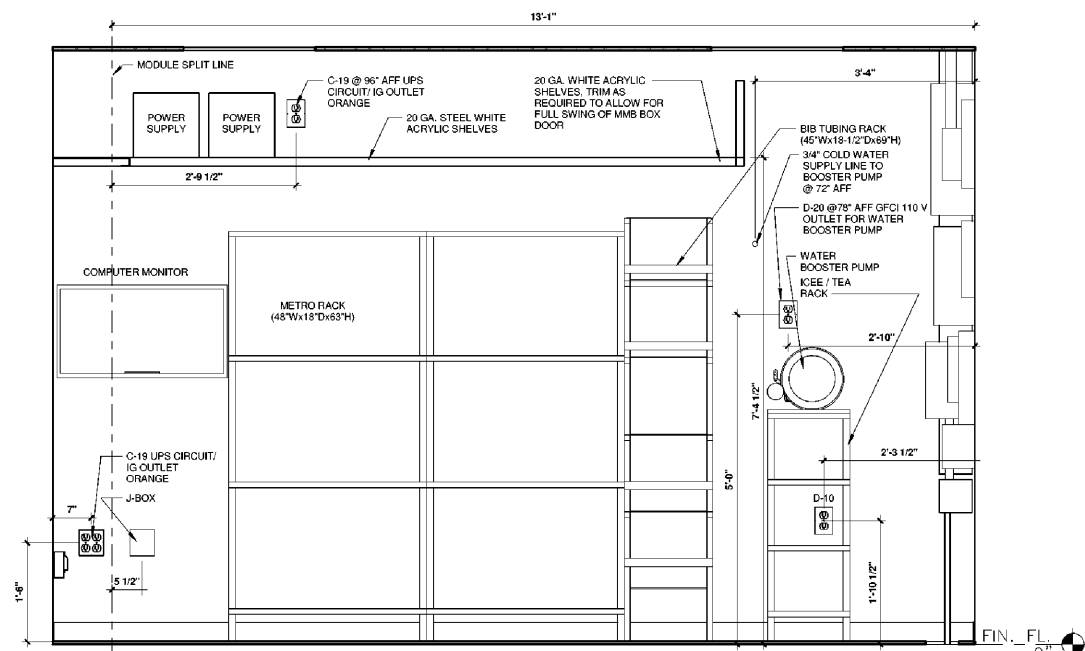 13'-1"
MODULE SPLIT LINE
POWER
SUPPLY
POWER
SUPPLY
C-19 @ 96" AFF UPS
CIRCUIT/ IG OUTLET
ORANGE
20 GA. STEEL WHITE
ACRYLIC SHELVES
20 GA. WHITE ACRYLIC
SHELVES, TRIM AS
REQUIRED TO ALLOW FOR
FULL SWING OF MMB BOX
DOOR
3'-4"
BIB TUBING RACK
(45"Wx18-1/2"Dx69"H)
3/4" COLD WATER
SUPPLY LINE TO
BOOSTER PUMP
@ 72" AFF
D-20 @78" AFF GFCI 110 V
OUTLET FOR WATER
BOOSTER PUMP
WATER
BOOSTER PUMP
ICEE / TEA
RACK
2'-9 1/2"
COMPUTER MONITOR
METRO RACK
(48"Wx18"Dx63"H)
2'-10"
7'-4 1/2"
5'-0"
2'-3 1/2"
D-10
1'-10 1/2"
C-19 UPS CIRCUIT/
IG OUTLET
ORANGE
J-BOX
7"
5 1/2"
1'-6"
FIN. FL.
0"